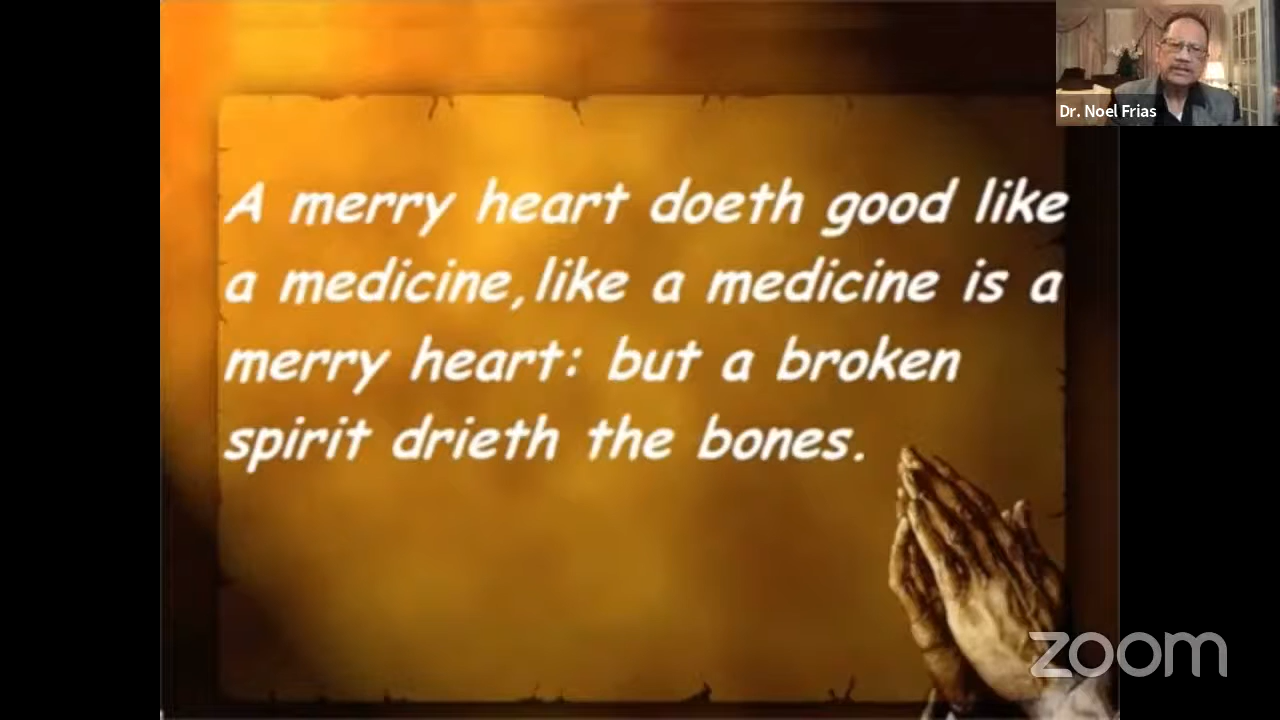 Dr. Noel Frias
A merry heart doeth good like
a medicine,like a medicine is a
merry heart: but a broken
spirit drieth the bones.
zoom